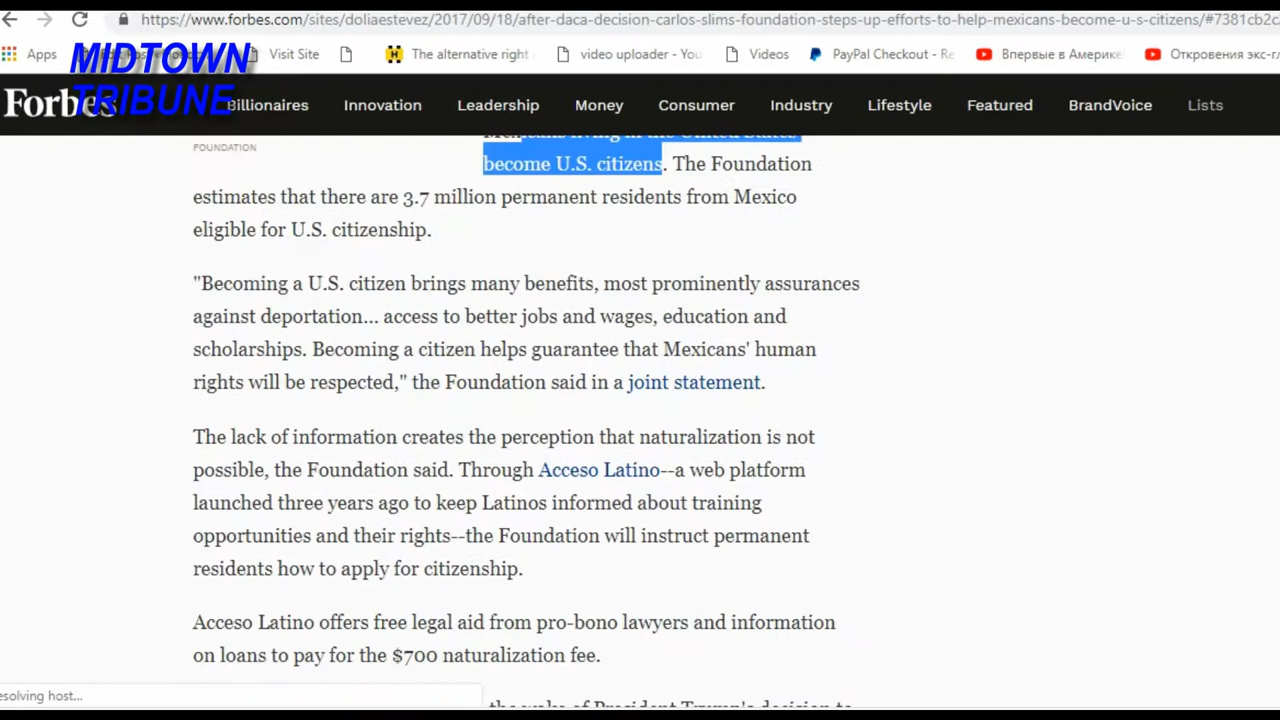 https://www.forbes.com/sites/doliaestevez/2017/09/18/after-daca-decision-carlos-slims-foundation-steps-up-efforts-to-help-mexicans-become-u-s-citizens/#7381cb2c
Apps
Visit Site
The alternative right
video uploader - You
Videos
PayPal Checkout - Re
Впервые в Америке
Откровения экс-гл
MIDTOWN
TRIBUNE
Forbes
Billionaires
Innovation
Leadership
Money
Consumer
Industry
Lifestyle
Featured
BrandVoice
Lists
FOUNDATION
Mexicans living in the United States
become U.S. citizens. The Foundation
estimates that there are 3.7 million permanent residents from Mexico
eligible for U.S. citizenship.
"Becoming a U.S. citizen brings many benefits, most prominently assurances
against deportation... access to better jobs and wages, education and
scholarships. Becoming a citizen helps guarantee that Mexicans' human
rights will be respected," the Foundation said in a joint statement.
The lack of information creates the perception that naturalization is not
possible, the Foundation said. Through Acceso Latino--a web platform
launched three years ago to keep Latinos informed about training
opportunities and their rights--the Foundation will instruct permanent
residents how to apply for citizenship.
Acceso Latino offers free legal aid from pro-bono lawyers and information
on loans to pay for the $700 naturalization fee.
esolving host...
the wake of President Trump's decision to